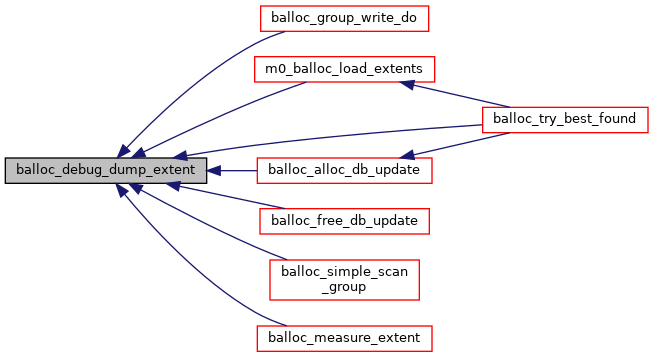 balloc_group_write_do
m0_balloc_load_extents
balloc_try_best_found
balloc_debug_dump_extent
balloc_alloc_db_update
balloc_free_db_update
balloc_simple_scan
_group
balloc_measure_extent